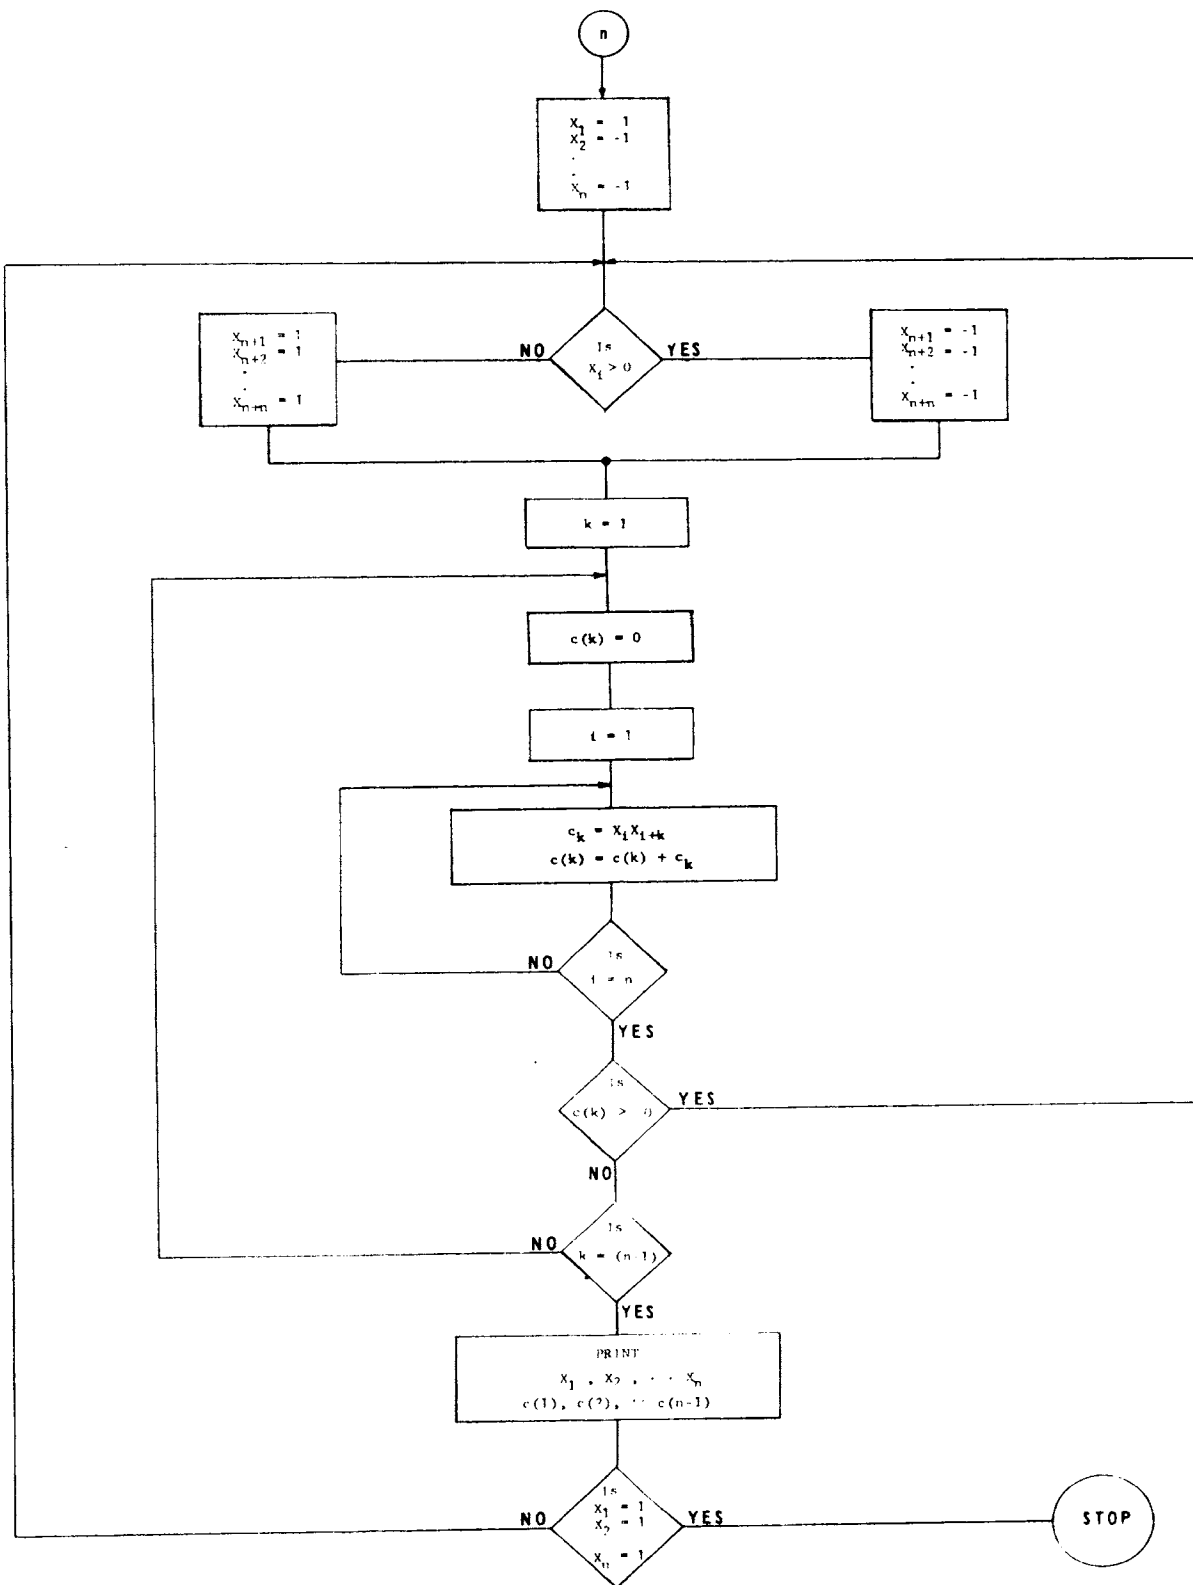 n
X₁ = 1
X₂ = -1
.
.
Xₙ = -1
Is
Xᵢ > 0
NO
YES
Xₙ₊₁ = 1
Xₙ₊₂ = 1
.
.
Xₙ₊ₙ = 1
Xₙ₊₁ = -1
Xₙ₊₂ = -1
.
.
Xₙ₊ₙ = -1
k = 1
c(k) = 0
i = 1
cₖ = XᵢXᵢ₊ₖ
c(k) = c(k) + cₖ
Is
i = n
NO
YES
Is
c(k) > 0
YES
NO
Is
k = (n-1)
NO
YES
PRINT
X₁ , X₂ , · · Xₙ
c(1), c(2), ·· c(n-1)
Is
X₁ = 1
X₂ = 1
Xₙ = 1
NO
YES
STOP